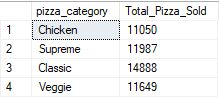 pizza_category Total_Pizza_Sold
1 Chicken 11050
2 Supreme 11987
3 Classic 14888
4 Veggie 11649